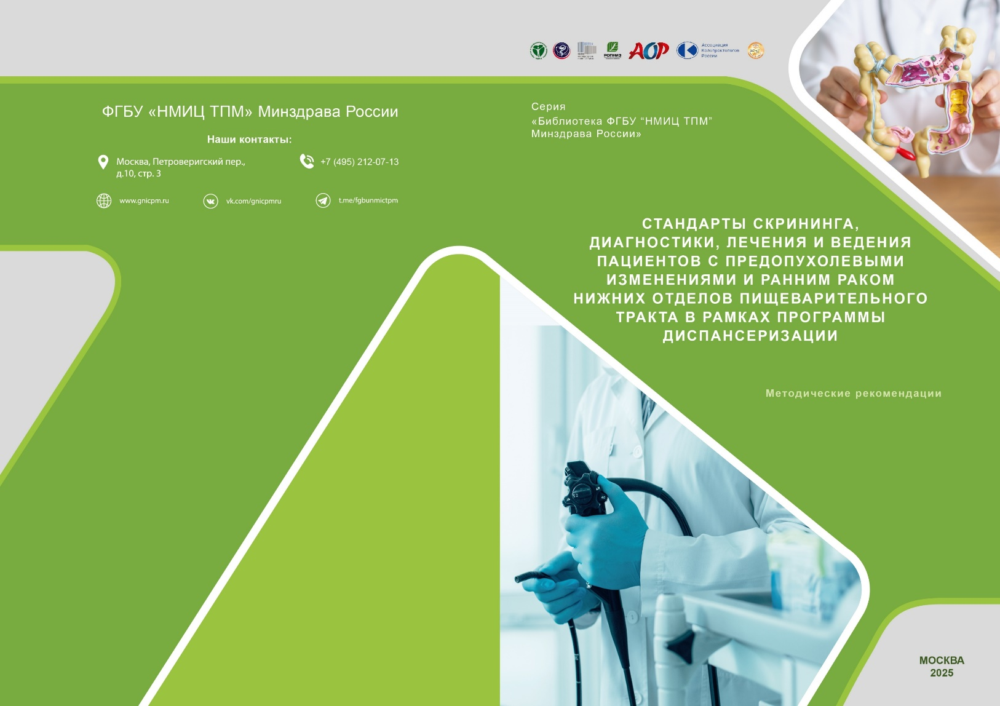 ФГБУ «НМИЦ ТПМ» Минздрава России
Наши контакты:
Москва, Петроверигский пер.,
д.10, стр. 3
+7 (495) 212-07-13
www.gnicpm.ru
vk.com/gnicpmru
t.me/fgbunmictpm
РОПНИЗ
АОР
Ассоциация
Колопроктологов
России
Серия
«Библиотека ФГБУ “НМИЦ ТПМ”
Минздрава России»
СТАНДАРТЫ СКРИНИНГА,
ДИАГНОСТИКИ, ЛЕЧЕНИЯ И ВЕДЕНИЯ
ПАЦИЕНТОВ С ПРЕДОПУХОЛЕВЫМИ
ИЗМЕНЕНИЯМИ И РАННИМ РАКОМ
НИЖНИХ ОТДЕЛОВ ПИЩЕВАРИТЕЛЬНОГО
ТРАКТА В РАМКАХ ПРОГРАММЫ
ДИСПАНСЕРИЗАЦИИ
Методические рекомендации
МОСКВА
2025